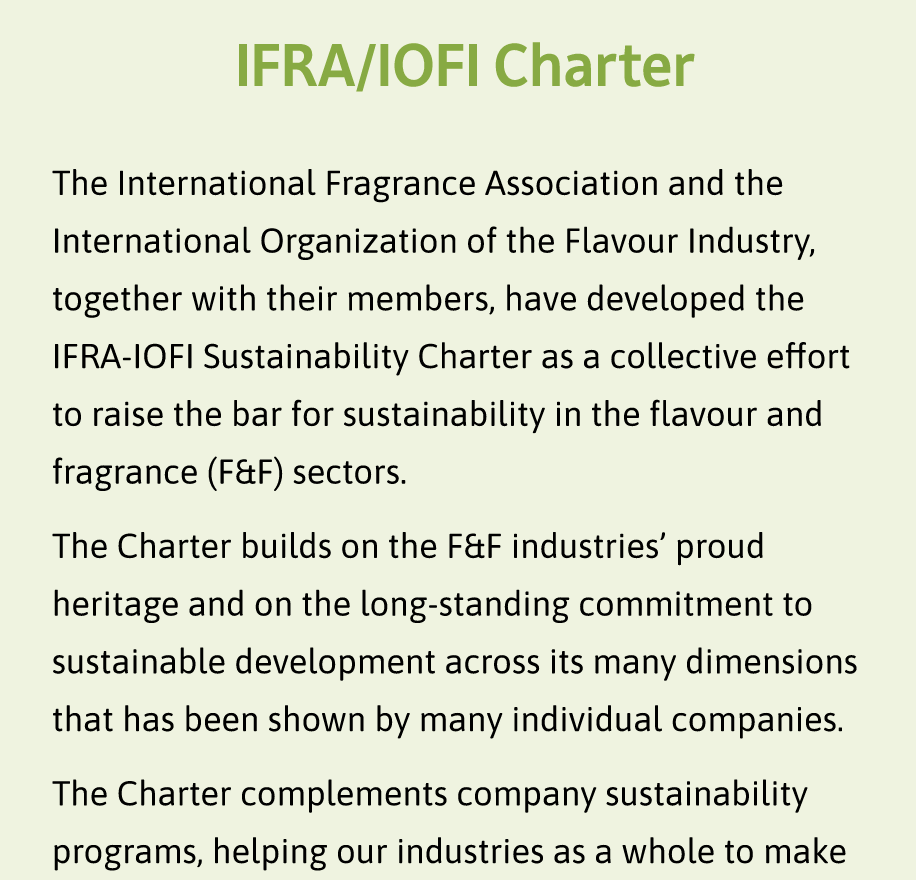 IFRA/IOFI Charter
The International Fragrance Association and the
International Organization of the Flavour Industry,
together with their members, have developed the
IFRA-IOFI Sustainability Charter as a collective effort
to raise the bar for sustainability in the flavour and
fragrance (F&F) sectors.
The Charter builds on the F&F industries’ proud
heritage and on the long-standing commitment to
sustainable development across its many dimensions
that has been shown by many individual companies.
The Charter complements company sustainability
programs, helping our industries as a whole to make